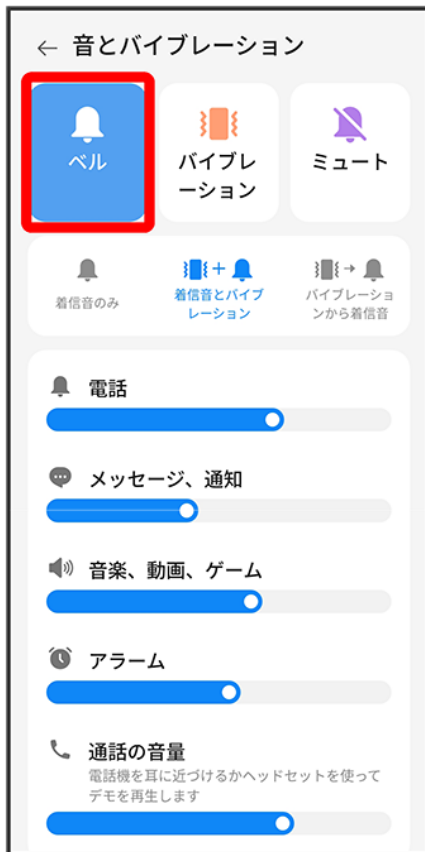 ← 音とバイブレーション
ベル
バイブレ
ーション
ミュート
着信音のみ
着信音とバイブ
レーション
バイブレーショ
ンから着信音
電話
メッセージ、通知
音楽、動画、ゲーム
アラーム
通話の音量
電話機を耳に近づけるかヘッドセットを使って
デモを再生します